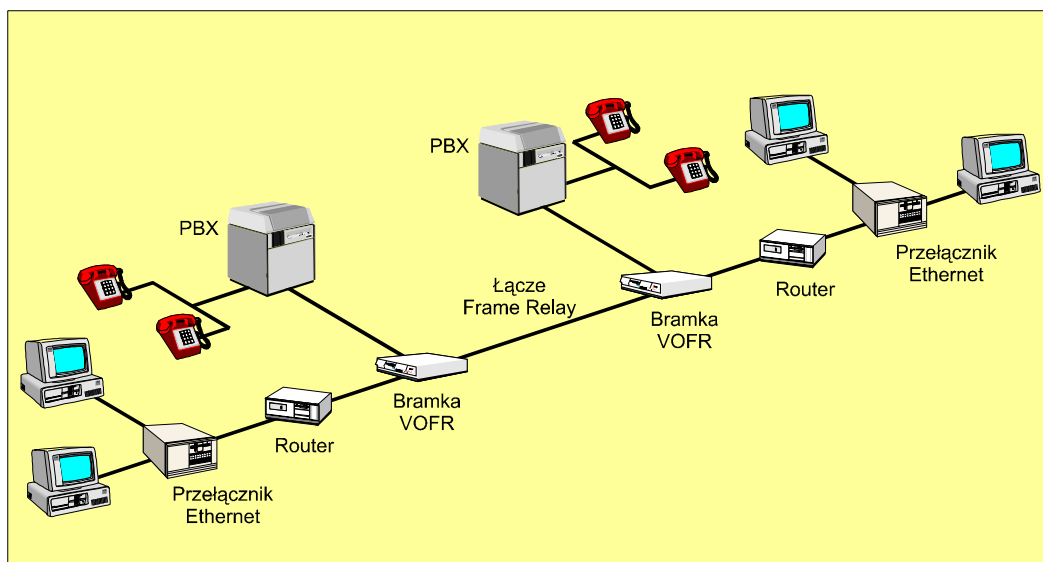 PBX
PBX
Przełącznik
Ethernet
Łącze
Frame Relay
Router
Bramka
VOFR
Bramka
VOFR
Router
Przełącznik
Ethernet